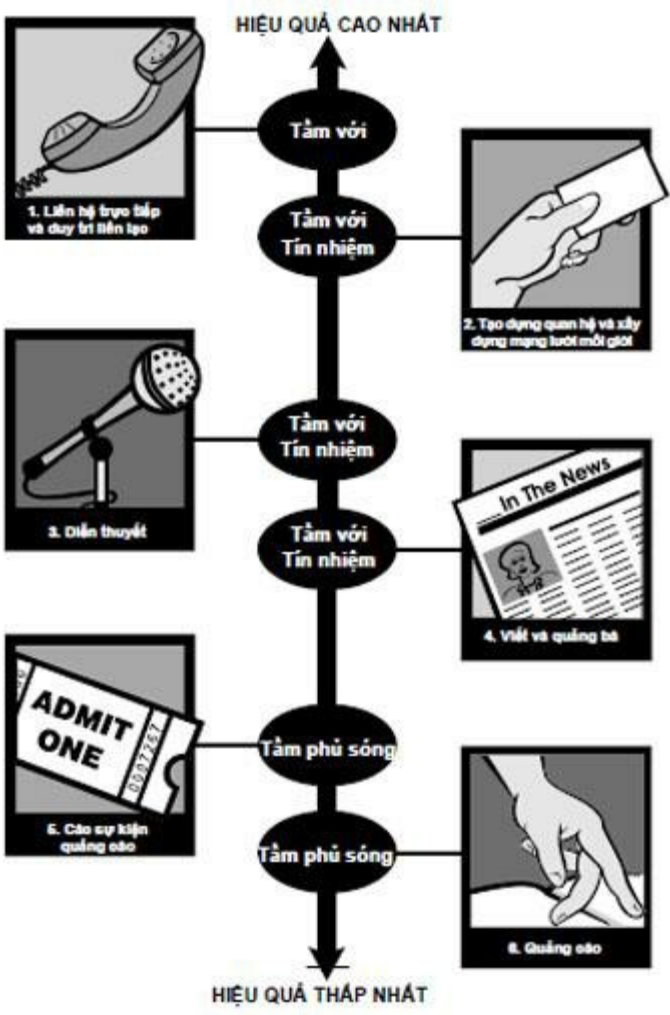 HIỆU QUẢ CAO NHẤT
Tầm với
1. Liên hệ trực tiếp
và duy trì liên lạc
Tầm với
Tín nhiệm
2. Tạo dựng quan hệ và xây
dựng mạng lưới môi giới
Tầm với
Tín nhiệm
3. Diễn thuyết
Tầm với
Tín nhiệm
__In The News
4. Viết và quảng bá
ADMIT
ONE
0007267
Tầm phủ sóng
5. Các sự kiện
quảng cáo
Tầm phủ sóng
6. Quảng cáo
HIỆU QUẢ THẤP NHẤT